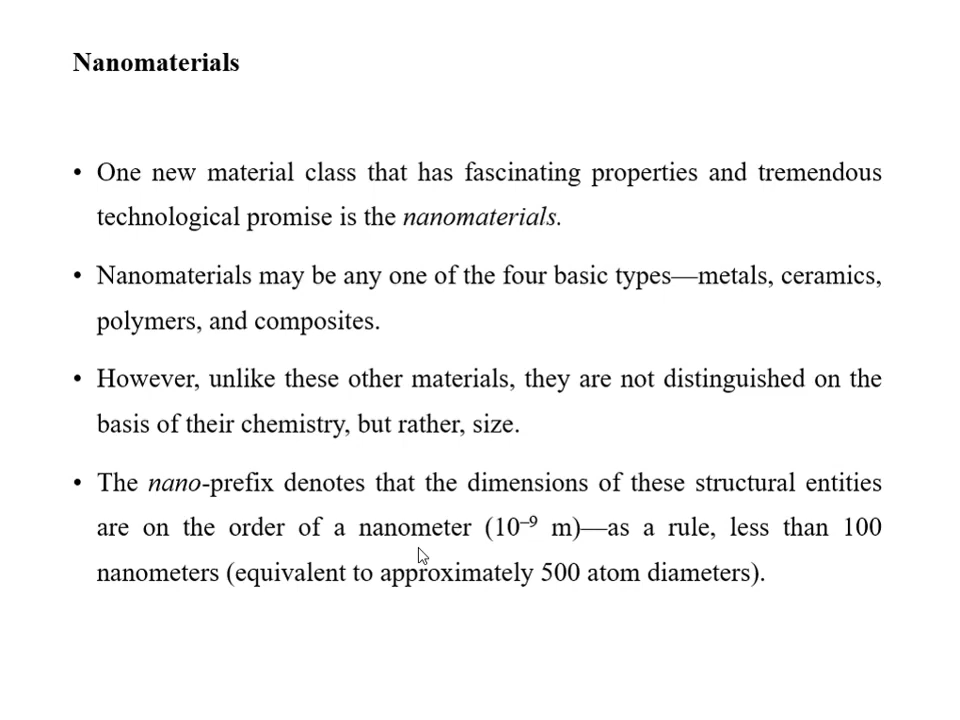 Nanomaterials
• One new material class that has fascinating properties and tremendous
technological promise is the nanomaterials.
• Nanomaterials may be any one of the four basic types—metals, ceramics,
polymers, and composites.
• However, unlike these other materials, they are not distinguished on the
basis of their chemistry, but rather, size.
• The nano-prefix denotes that the dimensions of these structural entities
are on the order of a nanometer (10⁻⁹ m)—as a rule, less than 100
nanometers (equivalent to approximately 500 atom diameters).